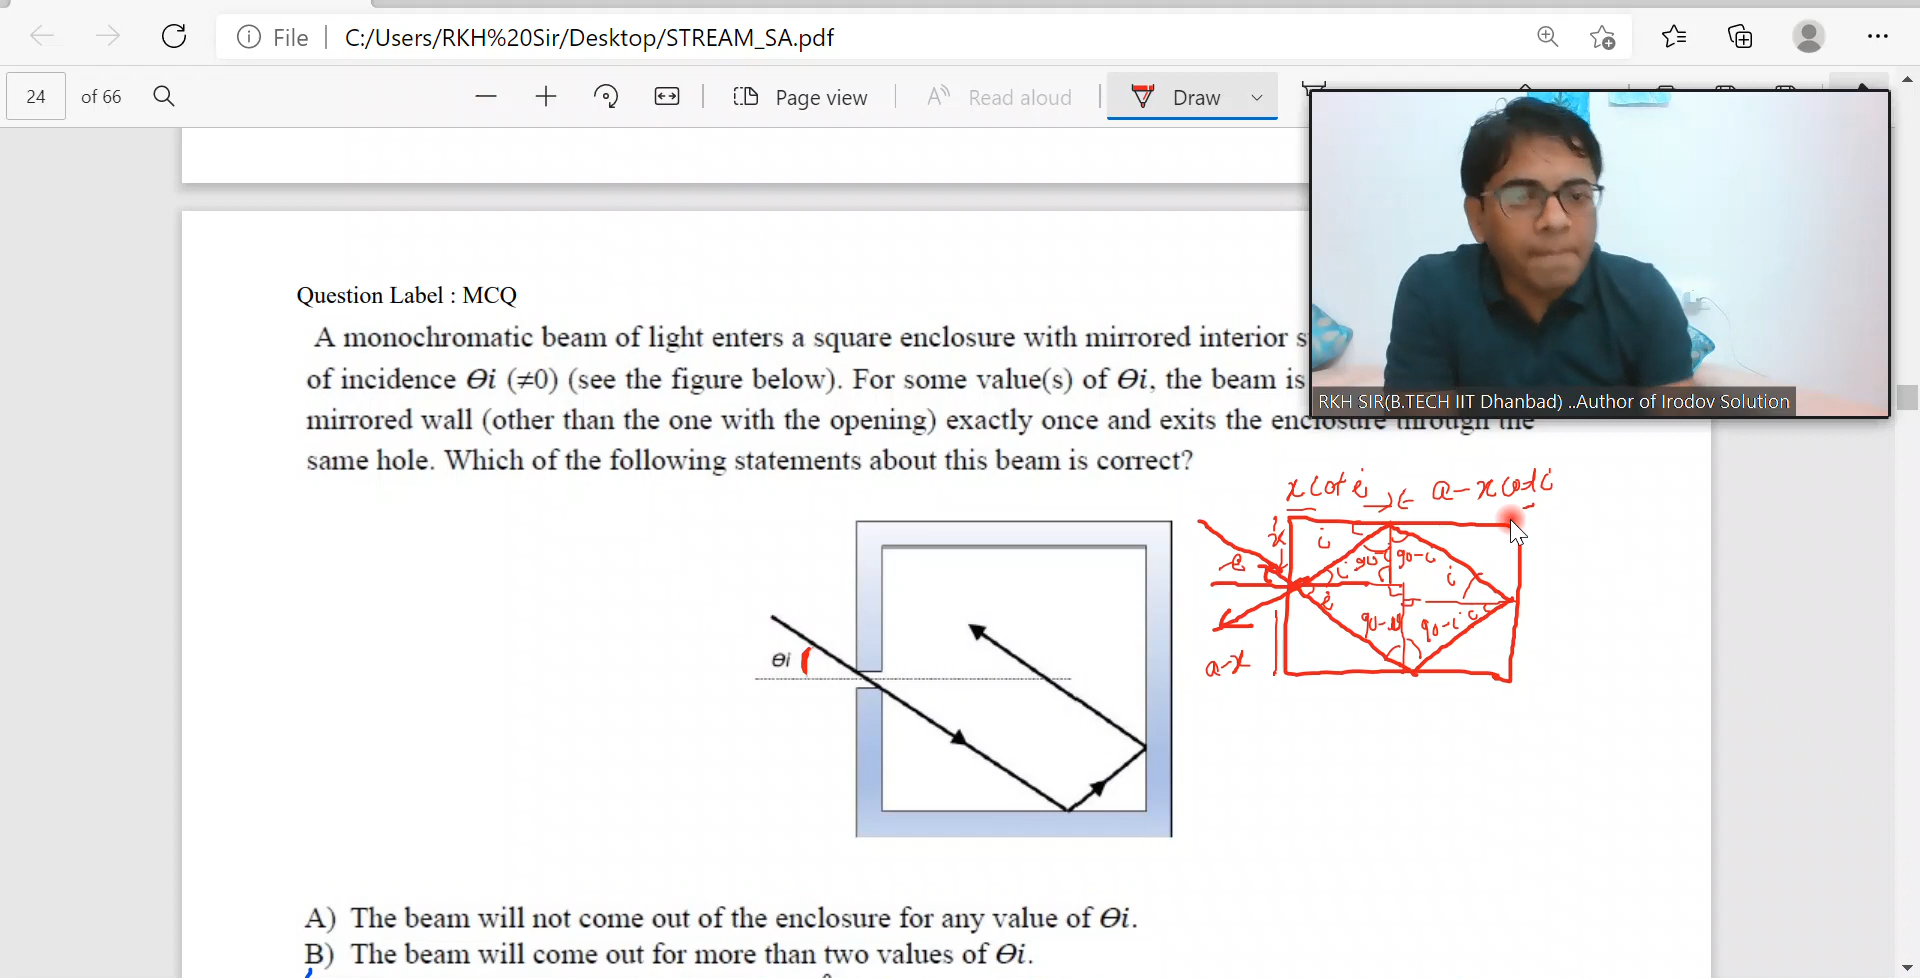 File | C:/Users/RKH%20Sir/Desktop/STREAM_SA.pdf
24 of 66
Page view
Read aloud
Draw
Question Label : MCQ
A monochromatic beam of light enters a square enclosure with mirrored interior s
of incidence Θi (≠0) (see the figure below). For some value(s) of Θi, the beam is
mirrored wall (other than the one with the opening) exactly once and exits the enclosure through the
same hole. Which of the following statements about this beam is correct?
RKH SIR(B.TECH IIT Dhanbad) ..Author of Irodov Solution
x cot i a-x cot i
x
i
i
i
90-i
90-i
i
i
90-i
90-i
i
a-x
Θi
A) The beam will not come out of the enclosure for any value of Θi.
B) The beam will come out for more than two values of Θi.